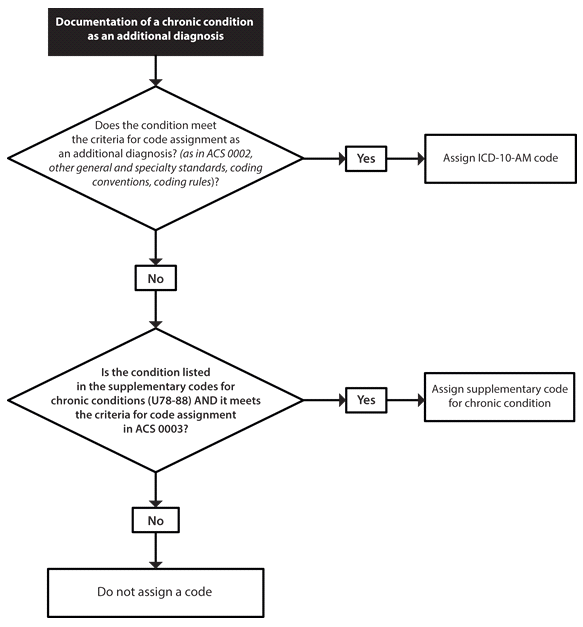 Documentation of a chronic condition
as an additional diagnosis
Does the condition meet
the criteria for code assignment as
an additional diagnosis? (as in ACS 0002,
other general and specialty standards, coding
conventions, coding rules)?
Yes
Assign ICD-10-AM code
No
Is the condition listed
in the supplementary codes for
chronic conditions (U78-88) AND it meets
the criteria for code assignment
in ACS 0003?
Yes
Assign supplementary code
for chronic condition
No
Do not assign a code